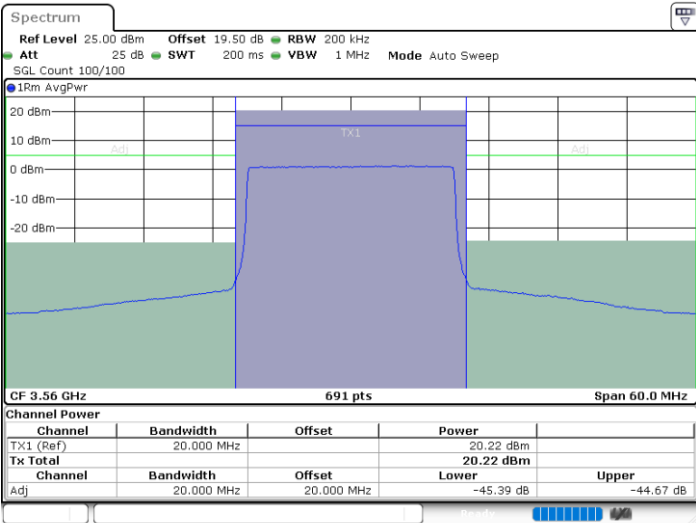 Spectrum
Ref Level 25.00 dBm Offset 19.50 dB RBW 200 kHz
Att 25 dB SWT 200 ms VBW 1 MHz Mode Auto Sweep
SGL Count 100/100
1Rm AvgPwr
20 dBm
TX1
10 dBm
Adj Adj
0 dBm
-10 dBm
-20 dBm
CF 3.56 GHz 691 pts Span 60.0 MHz
Channel Power
Channel Bandwidth Offset Power
TX1 (Ref) 20.000 MHz 20.22 dBm
Tx Total 20.22 dBm
Channel Bandwidth Offset Lower Upper
Adj 20.000 MHz 20.000 MHz -45.39 dB -44.67 dB
Ready